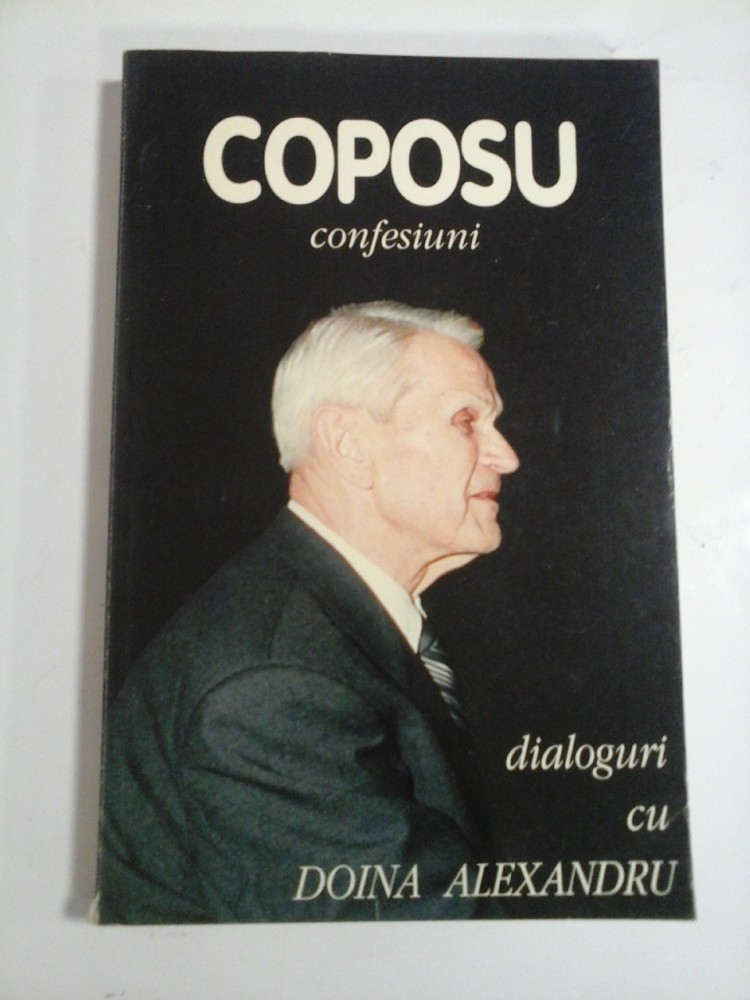 COPOSU
confesiuni
dialoguri
cu
DOINA ALEXANDRU